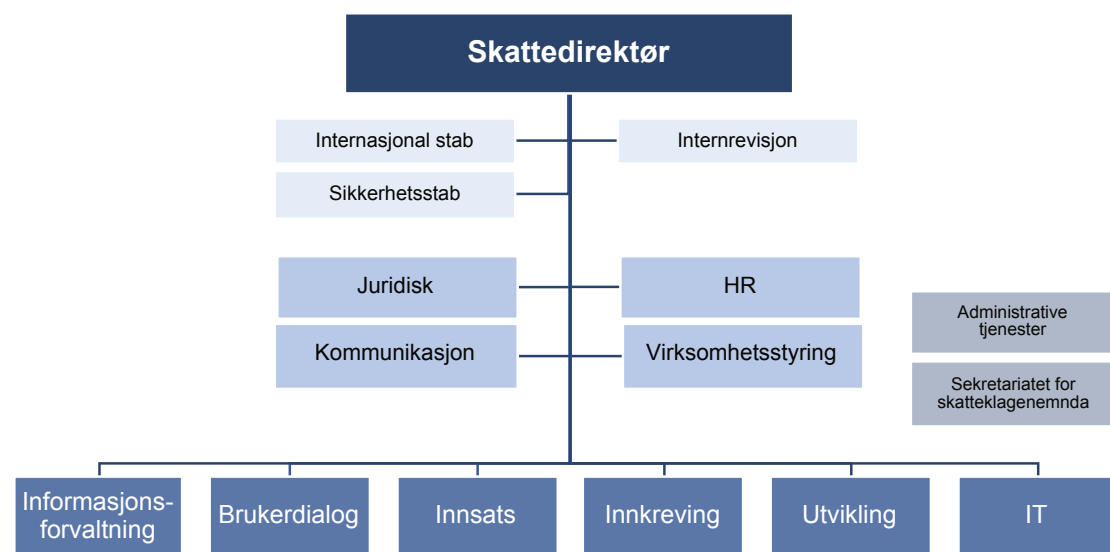 Skattedirektør
Internasjonal stab
Internrevisjon
Sikkerhetsstab
Juridisk
HR
Kommunikasjon
Virksomhetsstyring
Administrative
tjenester
Sekretariatet for
skatteklagenemnda
Informasjons-
forvaltning
Brukerdialog
Innsats
Innkreving
Utvikling
IT